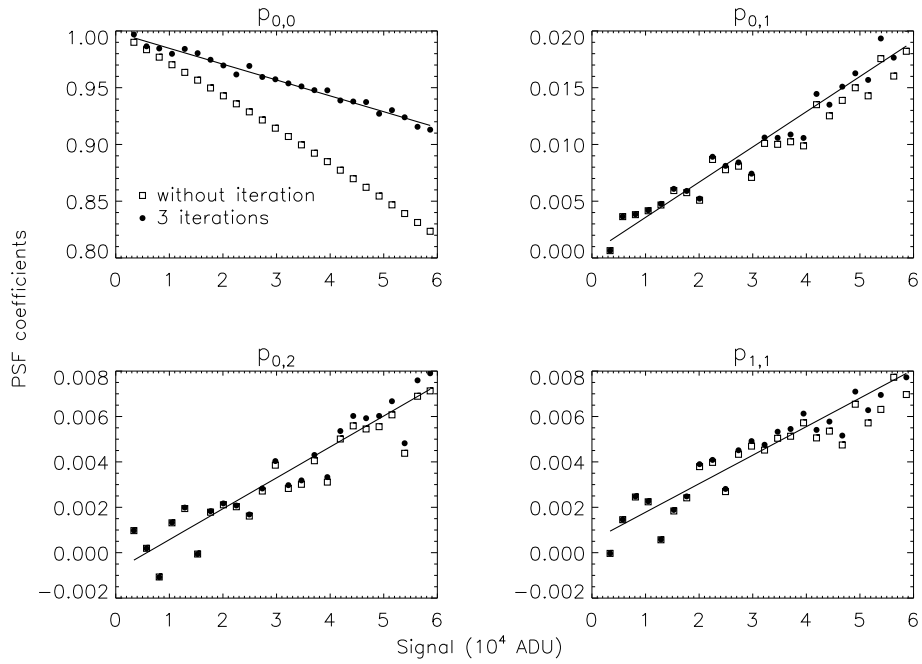 p0,0
1.00
0.95
0.90
0.85
0.80
□ without iteration
● 3 iterations
0 1 2 3 4 5 6
p0,1
0.020
0.015
0.010
0.005
0.000
0 1 2 3 4 5 6
PSF coefficients
p0,2
0.008
0.006
0.004
0.002
0.000
−0.002
0 1 2 3 4 5 6
p1,1
0.008
0.006
0.004
0.002
0.000
−0.002
0 1 2 3 4 5 6
Signal (10⁴ ADU)